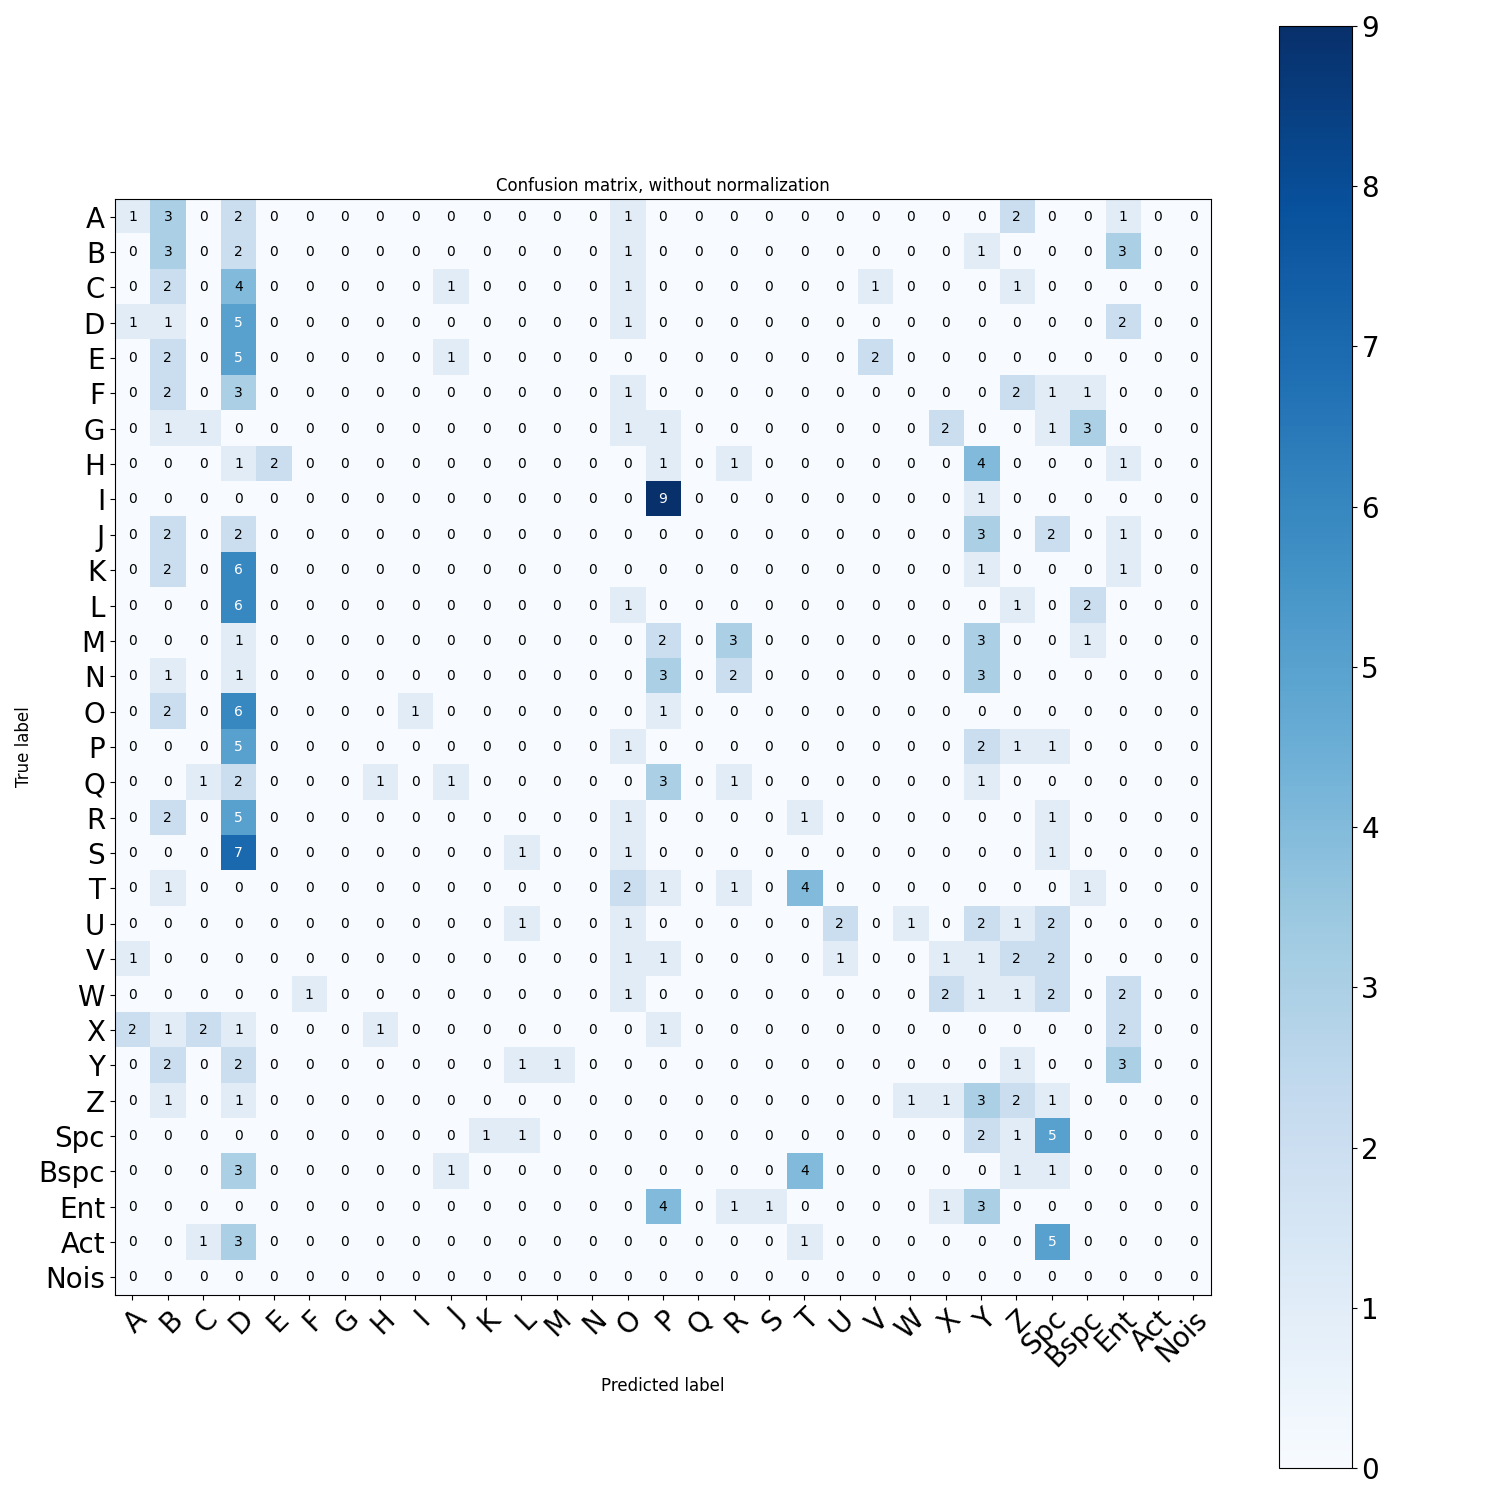 Confusion matrix, without normalization
A 1 3 0 2 0 0 0 0 0 0 0 0 0 0 1 0 0 0 0 0 0 0 0 0 0 2 0 0 1 0 0
B 0 3 0 2 0 0 0 0 0 0 0 0 0 0 1 0 0 0 0 0 0 0 0 0 1 0 0 0 3 0 0
C 0 2 0 4 0 0 0 0 0 1 0 0 0 0 1 0 0 0 0 0 0 1 0 0 0 1 0 0 0 0 0
D 1 1 0 5 0 0 0 0 0 0 0 0 0 0 1 0 0 0 0 0 0 0 0 0 0 0 0 0 2 0 0
E 0 2 0 5 0 0 0 0 0 1 0 0 0 0 0 0 0 0 0 0 0 2 0 0 0 0 0 0 0 0 0
F 0 2 0 3 0 0 0 0 0 0 0 0 0 0 1 0 0 0 0 0 0 0 0 0 0 2 1 1 0 0 0
G 0 1 1 0 0 0 0 0 0 0 0 0 0 0 1 1 0 0 0 0 0 0 0 2 0 0 1 3 0 0 0
H 0 0 0 1 2 0 0 0 0 0 0 0 0 0 0 1 0 1 0 0 0 0 0 0 4 0 0 0 1 0 0
I 0 0 0 0 0 0 0 0 0 0 0 0 0 0 0 9 0 0 0 0 0 0 0 0 1 0 0 0 0 0 0
J 0 2 0 2 0 0 0 0 0 0 0 0 0 0 0 0 0 0 0 0 0 0 0 0 3 0 2 0 1 0 0
K 0 2 0 6 0 0 0 0 0 0 0 0 0 0 0 0 0 0 0 0 0 0 0 0 1 0 0 0 1 0 0
L 0 0 0 6 0 0 0 0 0 0 0 0 0 0 1 0 0 0 0 0 0 0 0 0 0 1 0 2 0 0 0
M 0 0 0 1 0 0 0 0 0 0 0 0 0 0 0 2 0 3 0 0 0 0 0 0 3 0 0 1 0 0 0
N 0 1 0 1 0 0 0 0 0 0 0 0 0 0 0 3 0 2 0 0 0 0 0 0 3 0 0 0 0 0 0
O 0 2 0 6 0 0 0 0 1 0 0 0 0 0 0 1 0 0 0 0 0 0 0 0 0 0 0 0 0 0 0
P 0 0 0 5 0 0 0 0 0 0 0 0 0 0 1 0 0 0 0 0 0 0 0 0 2 1 1 0 0 0 0
Q 0 0 1 2 0 0 0 1 0 1 0 0 0 0 0 3 0 1 0 0 0 0 0 0 1 0 0 0 0 0 0
R 0 2 0 5 0 0 0 0 0 0 0 0 0 0 1 0 0 0 0 1 0 0 0 0 0 0 1 0 0 0 0
S 0 0 0 7 0 0 0 0 0 0 0 1 0 0 1 0 0 0 0 0 0 0 0 0 0 0 1 0 0 0 0
T 0 1 0 0 0 0 0 0 0 0 0 0 0 0 2 1 0 1 0 4 0 0 0 0 0 0 0 1 0 0 0
U 0 0 0 0 0 0 0 0 0 0 0 1 0 0 1 0 0 0 0 0 2 0 1 0 2 1 2 0 0 0 0
V 1 0 0 0 0 0 0 0 0 0 0 0 0 0 1 1 0 0 0 0 1 0 0 1 1 2 2 0 0 0 0
W 0 0 0 0 0 1 0 0 0 0 0 0 0 0 1 0 0 0 0 0 0 0 0 2 1 1 2 0 2 0 0
X 2 1 2 1 0 0 0 1 0 0 0 0 0 0 0 1 0 0 0 0 0 0 0 0 0 0 0 0 2 0 0
Y 0 2 0 2 0 0 0 0 0 0 0 1 1 0 0 0 0 0 0 0 0 0 0 0 0 1 0 0 3 0 0
Z 0 1 0 1 0 0 0 0 0 0 0 0 0 0 0 0 0 0 0 0 0 0 1 1 3 2 1 0 0 0 0
Spc 0 0 0 0 0 0 0 0 0 0 1 1 0 0 0 0 0 0 0 0 0 0 0 0 2 1 5 0 0 0 0
Bspc 0 0 0 3 0 0 0 0 0 1 0 0 0 0 0 0 0 0 0 4 0 0 0 0 0 1 1 0 0 0 0
Ent 0 0 0 0 0 0 0 0 0 0 0 0 0 0 0 4 0 1 1 0 0 0 0 1 3 0 0 0 0 0 0
Act 0 0 1 3 0 0 0 0 0 0 0 0 0 0 0 0 0 0 0 1 0 0 0 0 0 0 5 0 0 0 0
Nois 0 0 0 0 0 0 0 0 0 0 0 0 0 0 0 0 0 0 0 0 0 0 0 0 0 0 0 0 0 0 0
A B C D E F G H I J K L M N O P Q R S T U V W X Y Z Spc Bspc Ent Act Nois
Predicted label
True label
9
8
7
6
5
4
3
2
1
0